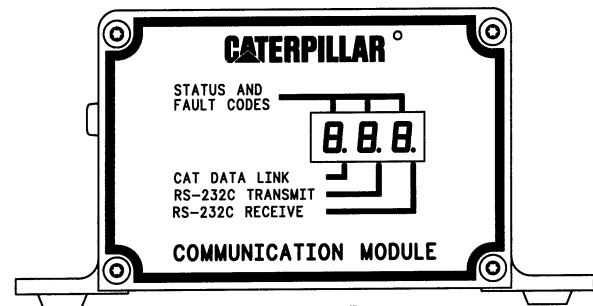 CATERPILLAR
STATUS AND
FAULT CODES
8.8.8.
CAT DATA LINK
RS-232C TRANSMIT
RS-232C RECEIVE
COMMUNICATION MODULE